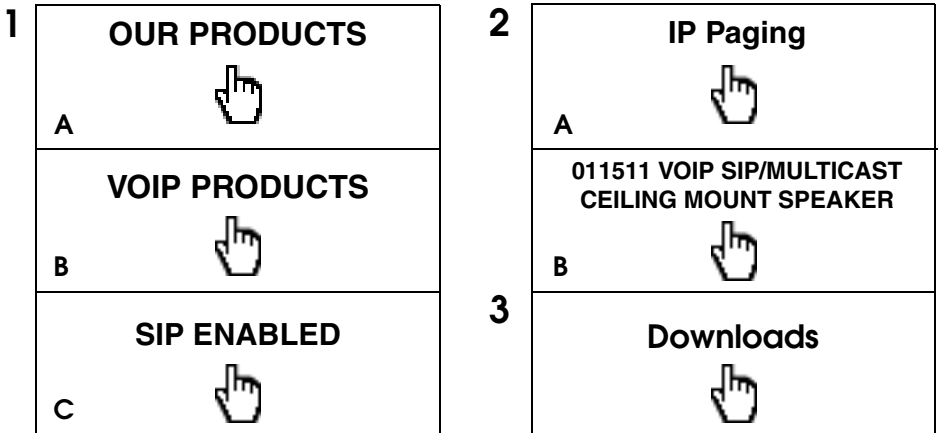 1
OUR PRODUCTS
A
VOIP PRODUCTS
B
SIP ENABLED
C
2
IP Paging
A
011511 VOIP SIP/MULTICAST
CEILING MOUNT SPEAKER
B
3
Downloads